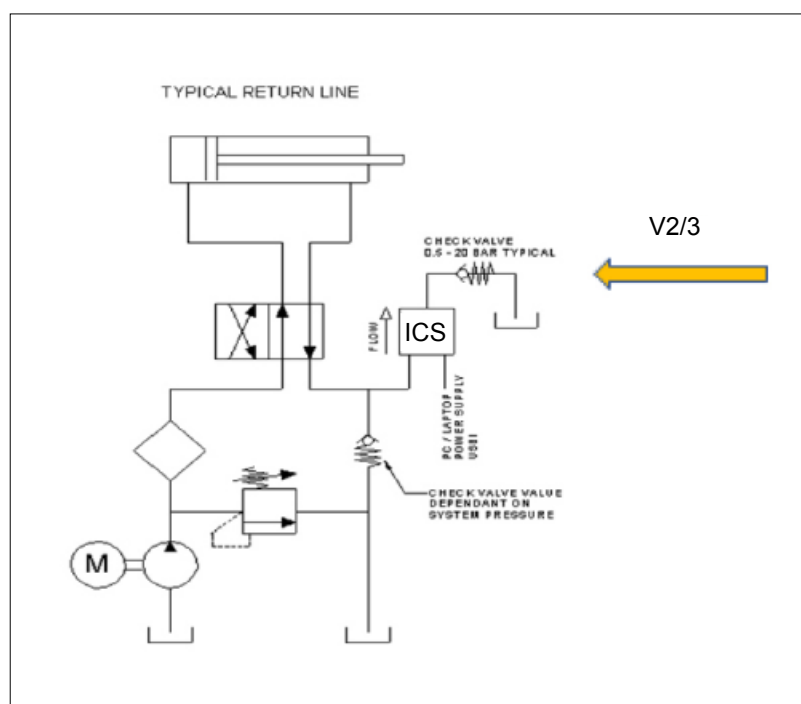 TYPICAL RETURN LINE
V2/3
CHECK VALVE
0.5 - 20 BAR TYPICAL
FLOW
ICS
PC / LAPTOP
POWER SUPPLY
USB!
CHECK VALVE VALUE
DEPENDANT ON
SYSTEM PRESSURE
M